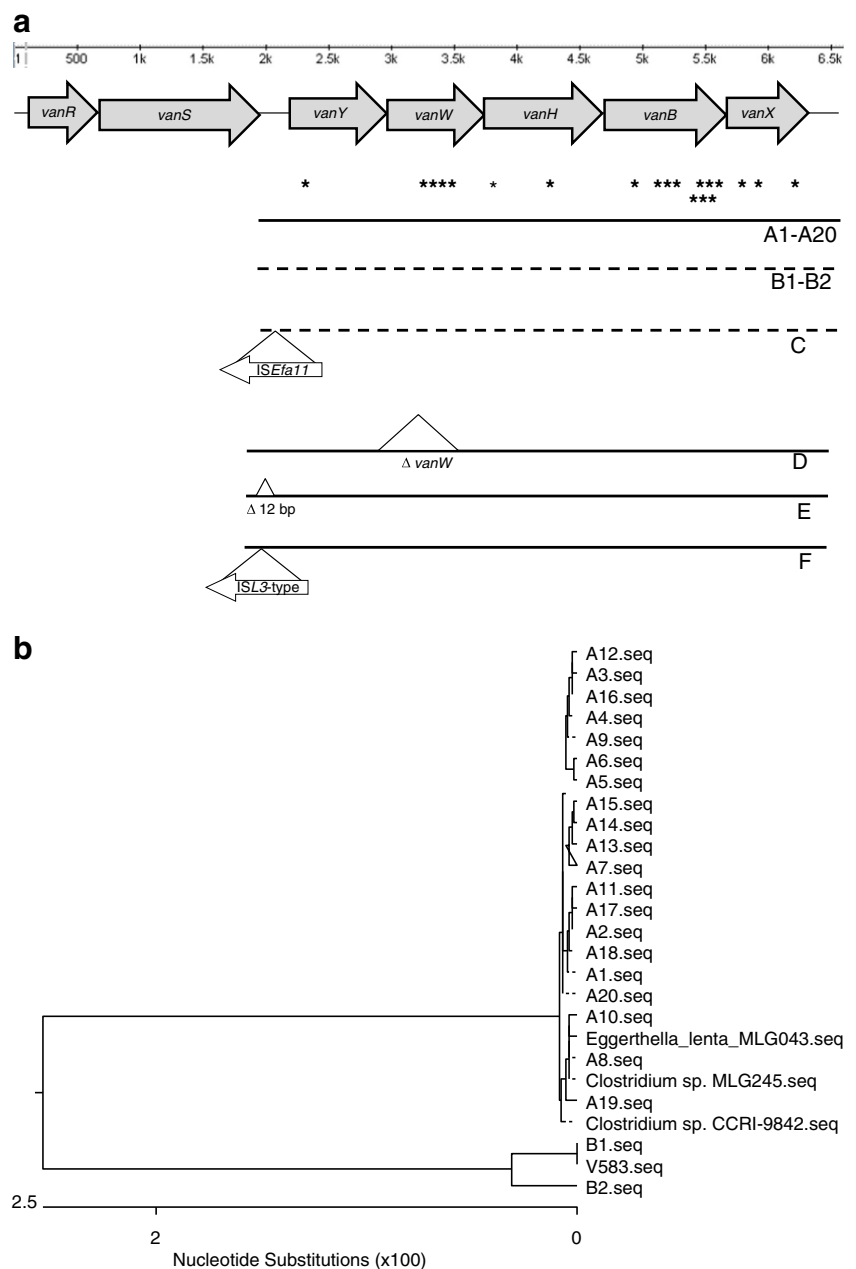 a
1 500 1k 1.5k 2k 2.5k 3k 3.5k 4k 4.5k 5k 5.5k 6k 6.5k
vanR vanS vanY vanW vanH vanB vanX
* **** * * * *** *** * * *
***
A1-A20
B1-B2
C
ISEfa11
D
Δ vanW
E
Δ 12 bp
F
ISL3-type
b
A12.seq
A3.seq
A16.seq
A4.seq
A9.seq
A6.seq
A5.seq
A15.seq
A14.seq
A13.seq
A7.seq
A11.seq
A17.seq
A2.seq
A18.seq
A1.seq
A20.seq
A10.seq
Eggerthella_lenta_MLG043.seq
A8.seq
Clostridium sp. MLG245.seq
A19.seq
Clostridium sp. CCRI-9842.seq
B1.seq
V583.seq
B2.seq
2.5
2 0
Nucleotide Substitutions (x100)